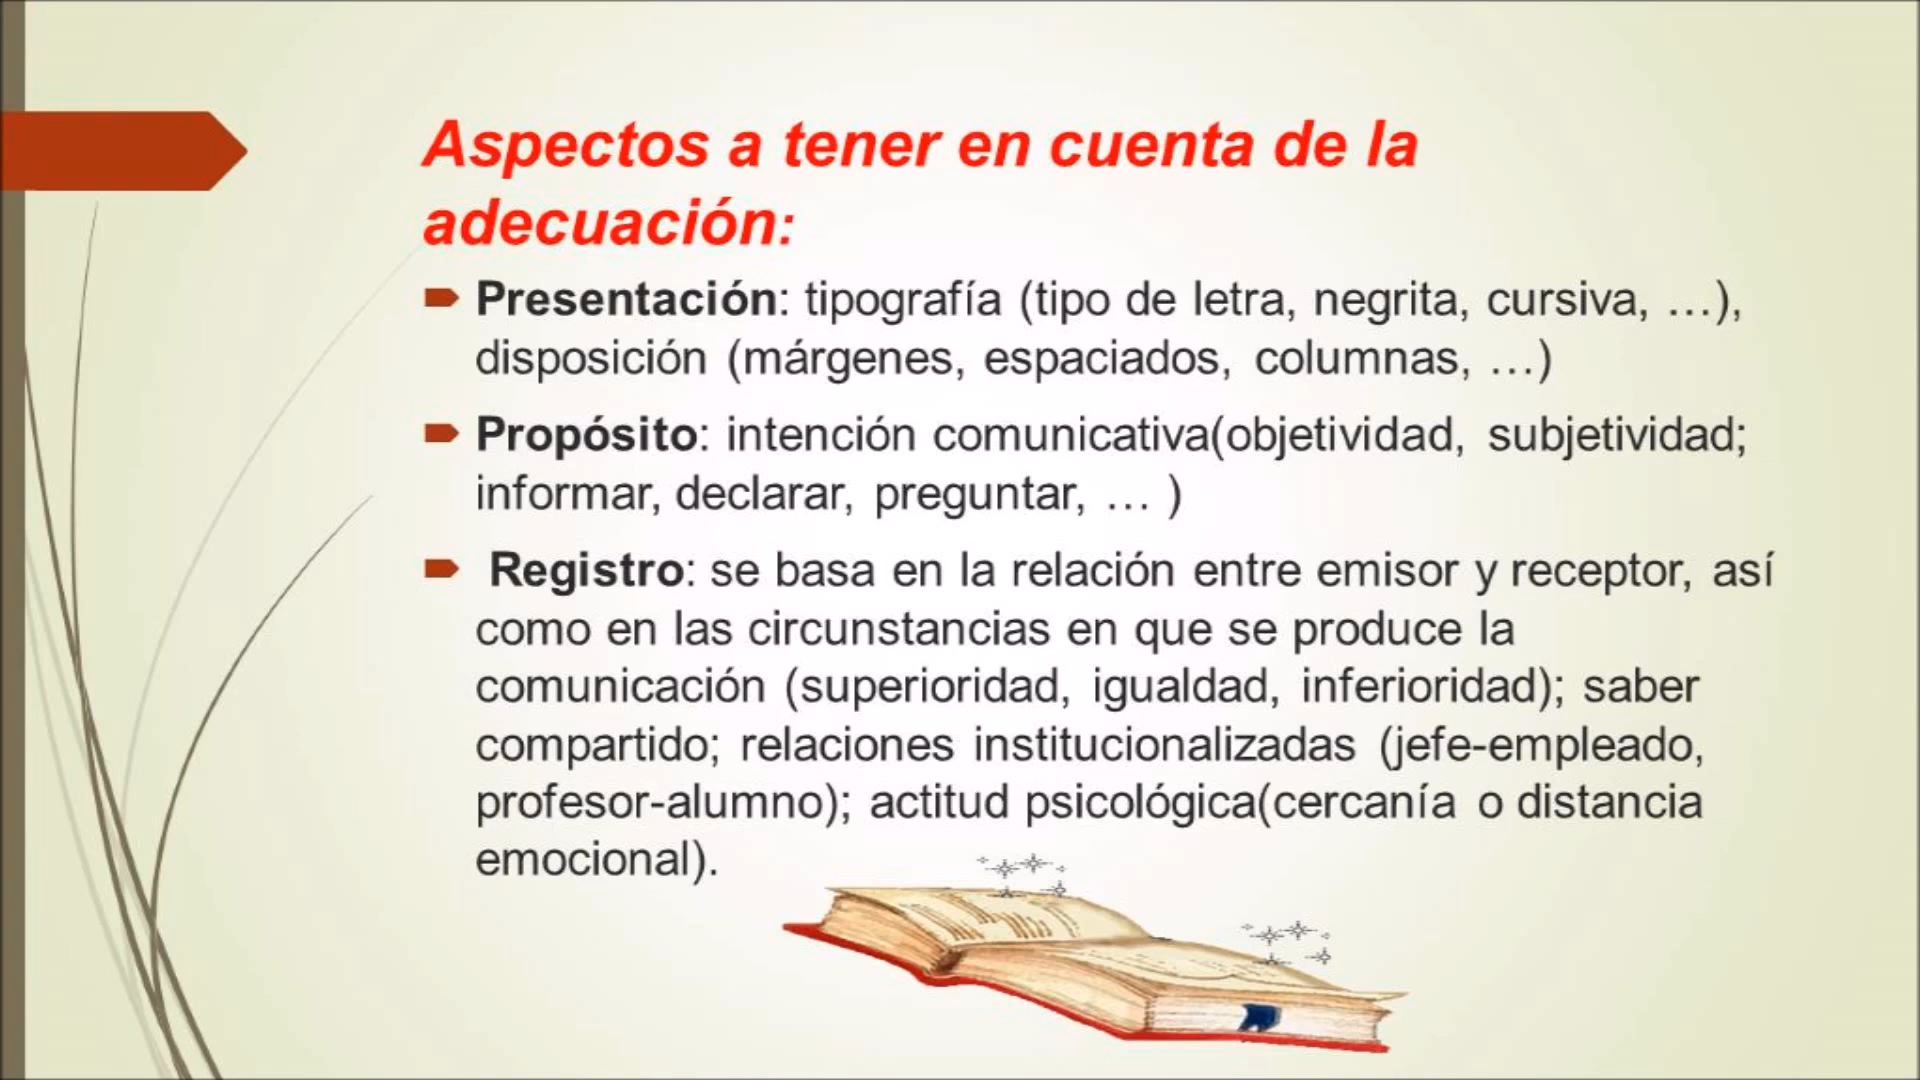 Aspectos a tener en cuenta de la
adecuación:
Presentación: tipografía (tipo de letra, negrita, cursiva, …),
disposición (márgenes, espaciados, columnas, …)
Propósito: intención comunicativa(objetividad, subjetividad;
informar, declarar, preguntar, … )
Registro: se basa en la relación entre emisor y receptor, así
como en las circunstancias en que se produce la
comunicación (superioridad, igualdad, inferioridad); saber
compartido; relaciones institucionalizadas (jefe-empleado,
profesor-alumno); actitud psicológica(cercanía o distancia
emocional).